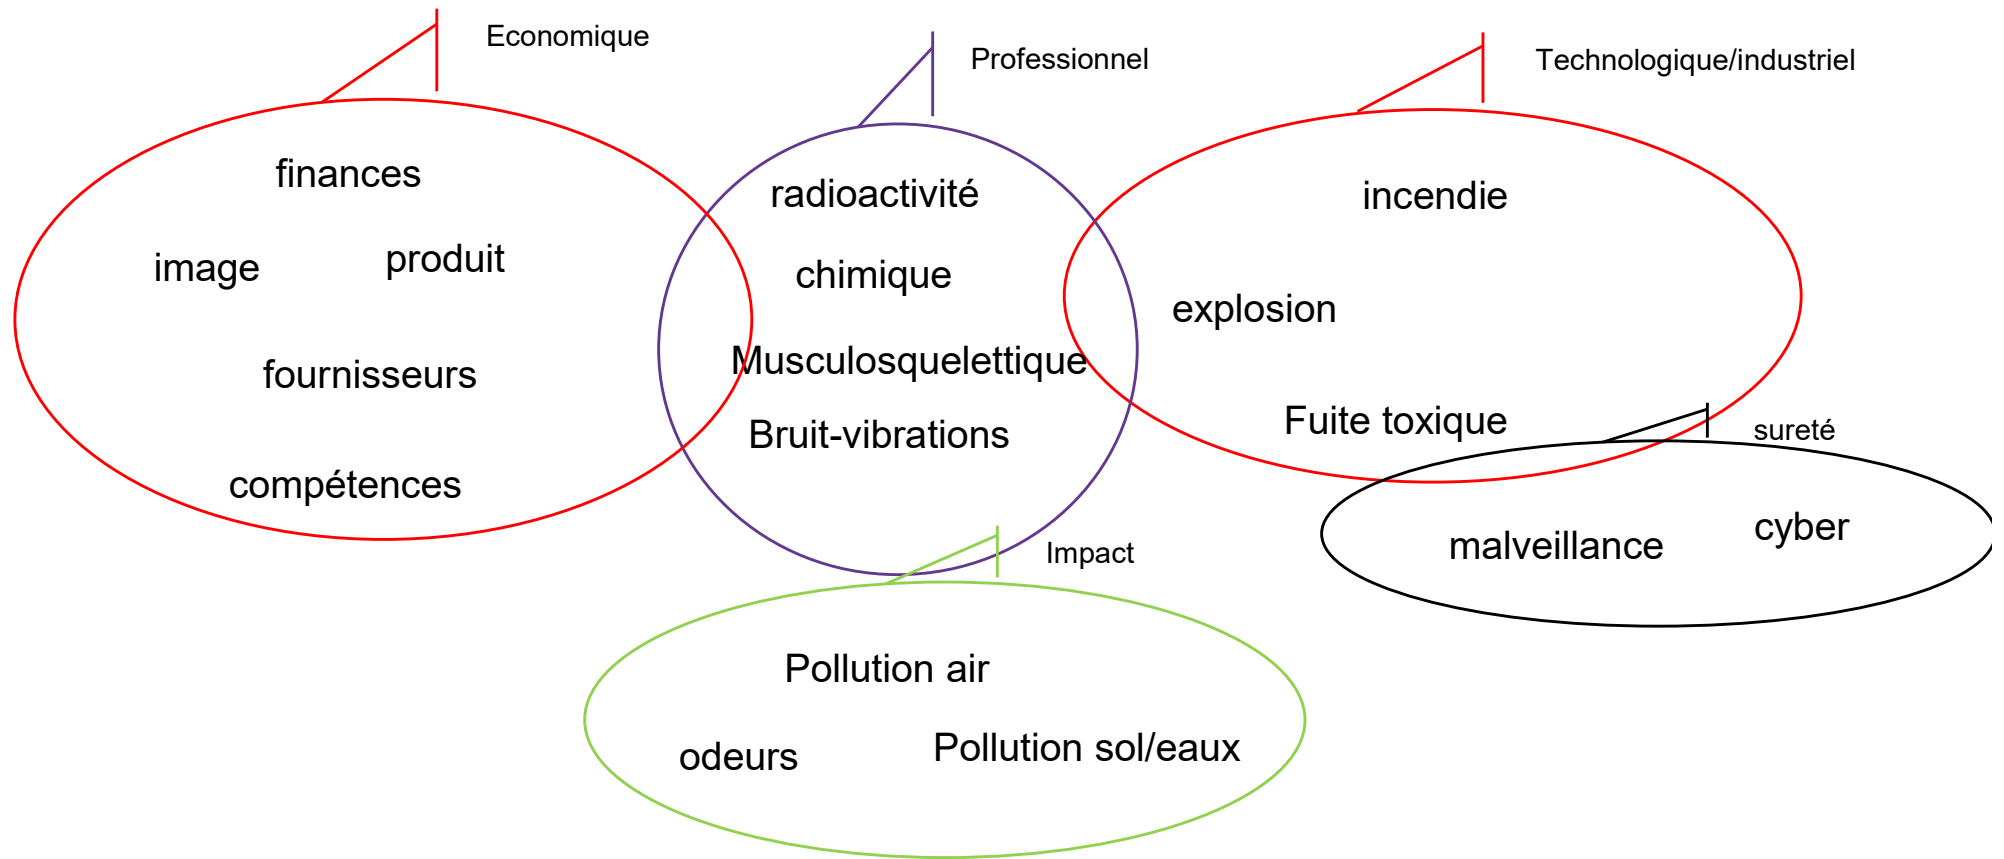 Economique
finances
image
produit
fournisseurs
compétences
Professionnel
radioactivité
chimique
Musculosquelettique
Bruit-vibrations
Technologique/industriel
incendie
explosion
Fuite toxique
sureté
malveillance
cyber
Impact
Pollution air
odeurs
Pollution sol/eaux